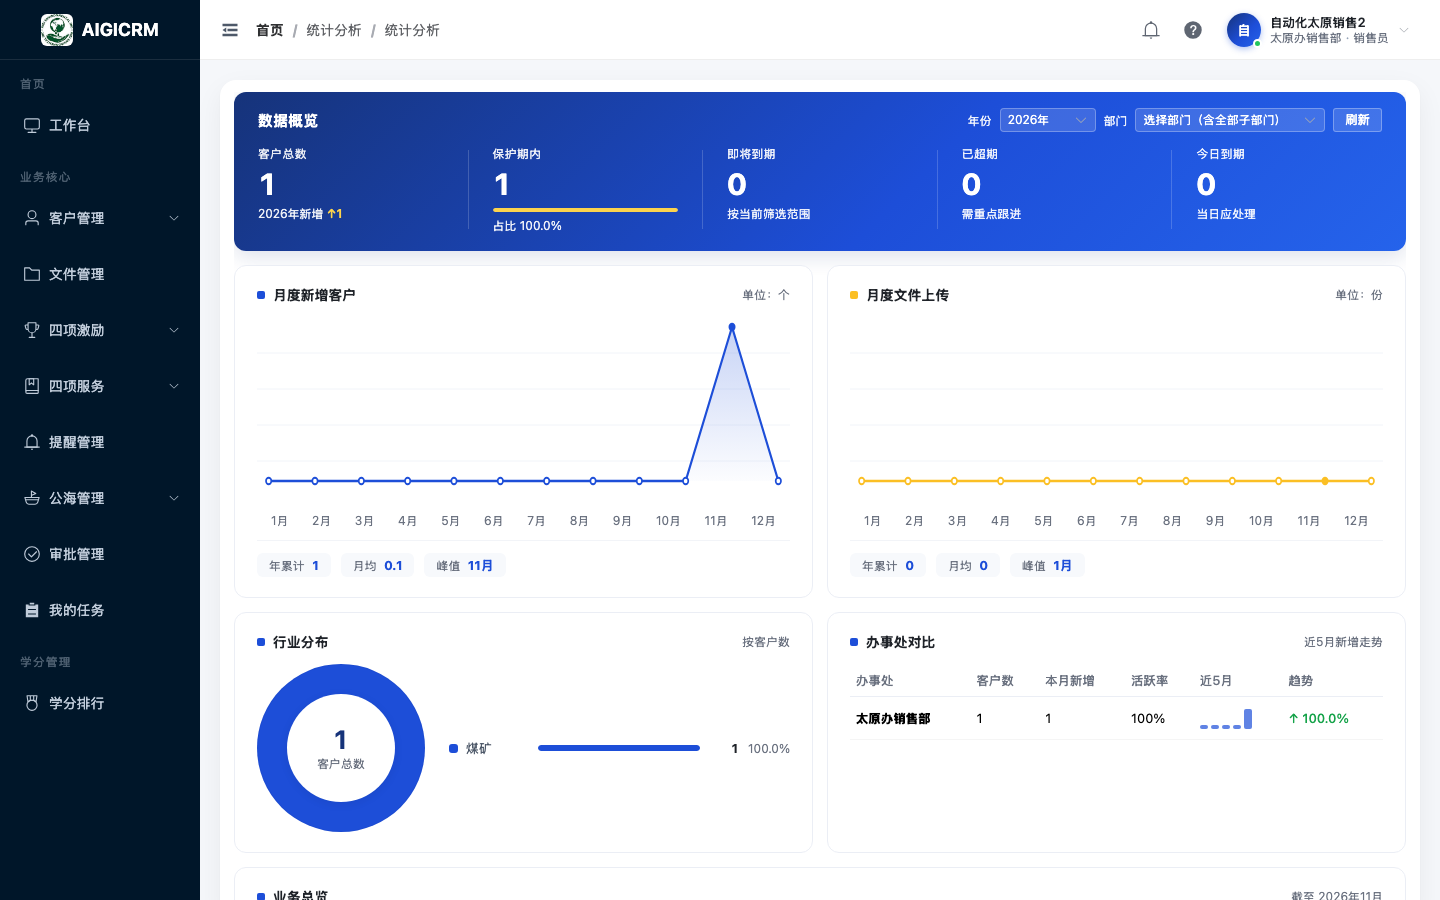 AIGICRM
首页 / 统计分析 / 统计分析
自
自动化太原销售2
太原办销售部 · 销售员
首页
工作台
业务核心
客户管理
文件管理
四项激励
四项服务
提醒管理
公海管理
审批管理
我的任务
学分管理
学分排行
数据概览
年份 2026年 部门 选择部门（含全部子部门） 刷新
客户总数
1
2026年新增 ↑1
保护期内
1
占比 100.0%
即将到期
0
按当前筛选范围
已超期
0
需重点跟进
今日到期
0
当日应处理
月度新增客户 单位：个
1月 2月 3月 4月 5月 6月 7月 8月 9月 10月 11月 12月
年累计 1 月均 0.1 峰值 11月
月度文件上传 单位：份
1月 2月 3月 4月 5月 6月 7月 8月 9月 10月 11月 12月
年累计 0 月均 0 峰值 1月
行业分布 按客户数
1
客户总数
煤矿 1 100.0%
办事处对比 近5月新增走势
办事处 客户数 本月新增 活跃率 近5月 趋势
太原办销售部 1 1 100% ↑ 100.0%
业务总览 截至 2026年11月